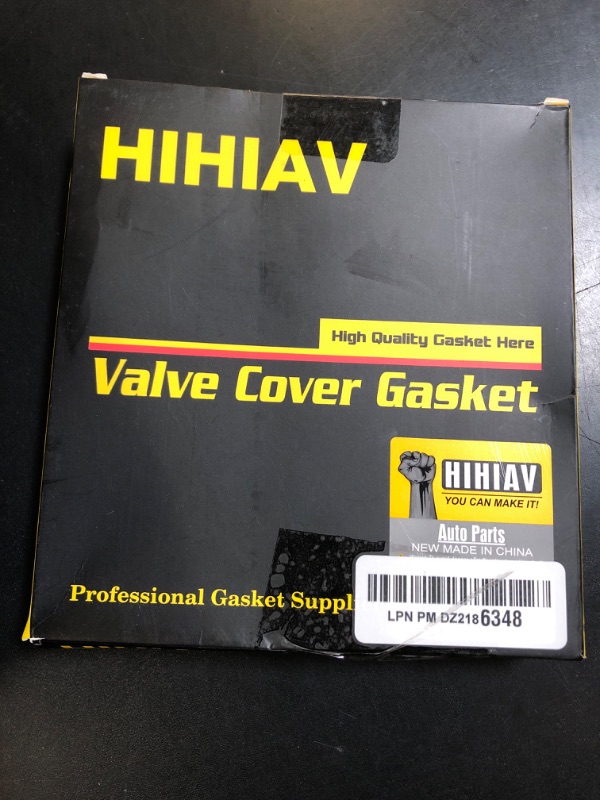 HIHIAV
High Quality Gasket Here
Valve Cover Gasket
HIHIAV
YOU CAN MAKE IT!
Auto Parts
NEW MADE IN CHINA
Professional Gasket Suppli
LPN PM DZ2186348